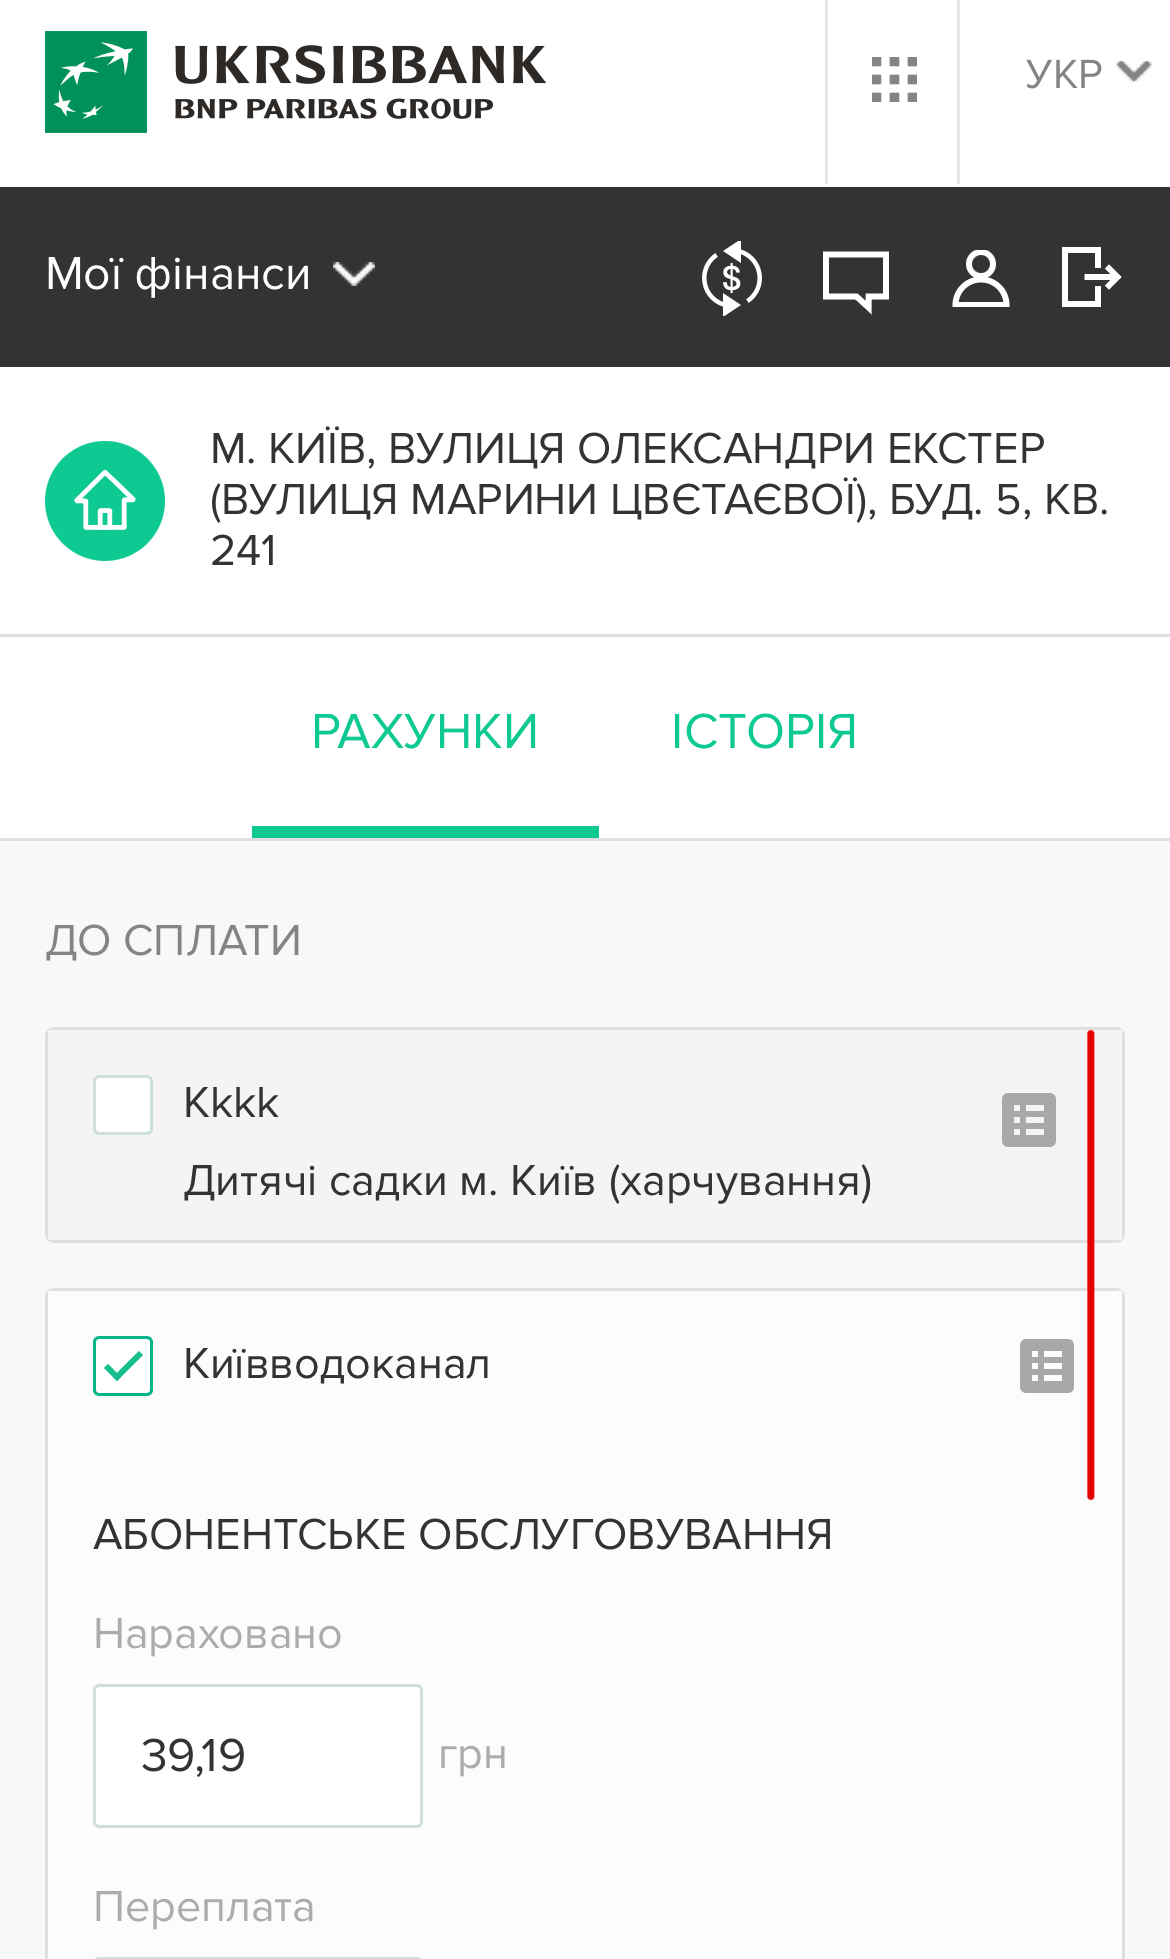 UKRSIBBANK
BNP PARIBAS GROUP
УКР
Мої фінанси
$
М. КИЇВ, ВУЛИЦЯ ОЛЕКСАНДРИ ЕКСТЕР
(ВУЛИЦЯ МАРИНИ ЦВЄТАЄВОЇ), БУД. 5, КВ.
241
РАХУНКИ
ІСТОРІЯ
ДО СПЛАТИ
Kkkk
Дитячі садки м. Київ (харчування)
Київводоканал
АБОНЕНТСЬКЕ ОБСЛУГОВУВАННЯ
Нараховано
39,19 грн
Переплата